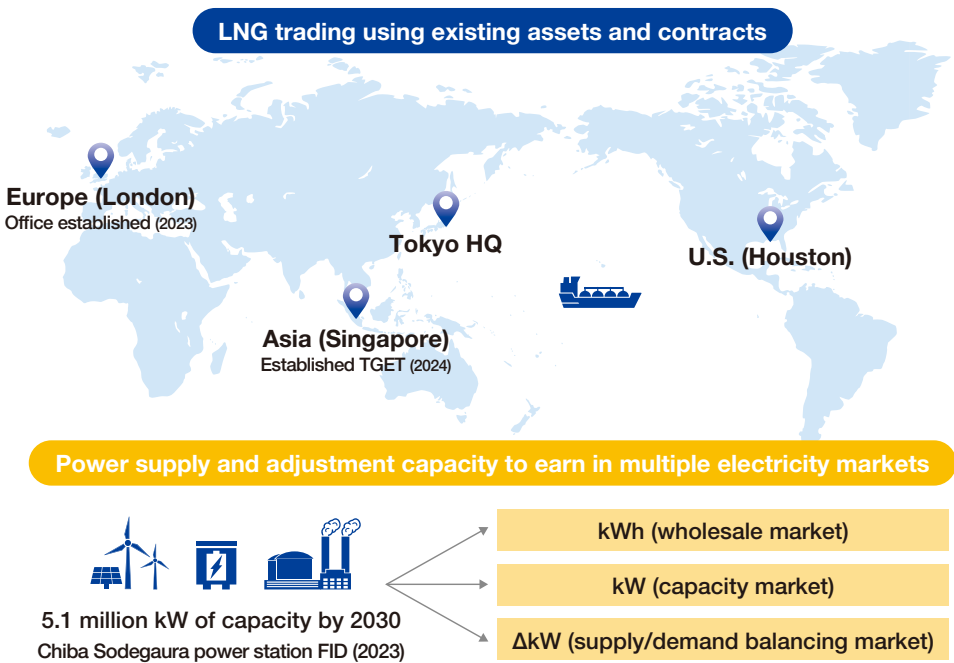 LNG trading using existing assets and contracts
Europe (London)
Office established (2023)
Tokyo HQ
U.S. (Houston)
Asia (Singapore)
Established TGET (2024)
Power supply and adjustment capacity to earn in multiple electricity markets
5.1 million kW of capacity by 2030
Chiba Sodegaura power station FID (2023)
kWh (wholesale market)
kW (capacity market)
ΔkW (supply/demand balancing market)